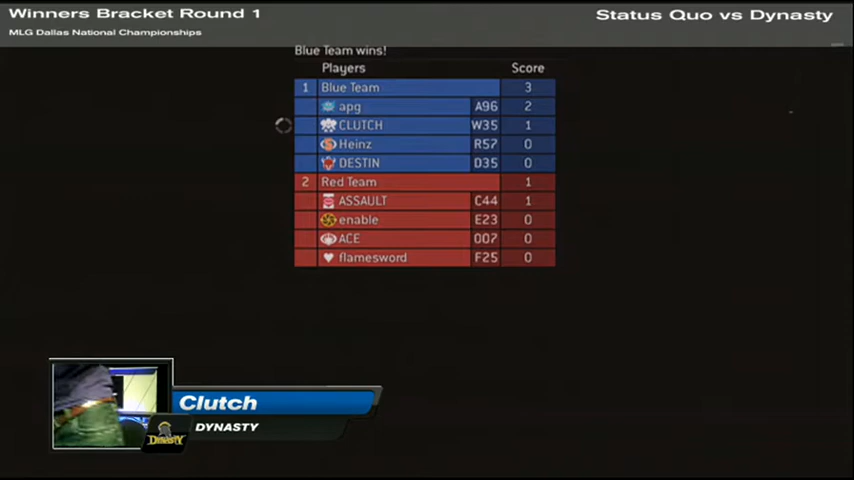 Winners Bracket Round 1
Status Quo vs Dynasty
MLG Dallas National Championships
Blue Team wins!
Players Score
1 Blue Team 3
apg A96 2
CLUTCH W35 1
Heinz R57 0
DESTIN D35 0
2 Red Team 1
ASSAULT C44 1
enable E23 0
ACE 007 0
flamesword F25 0
Clutch
DYNASTY
DYNASTY